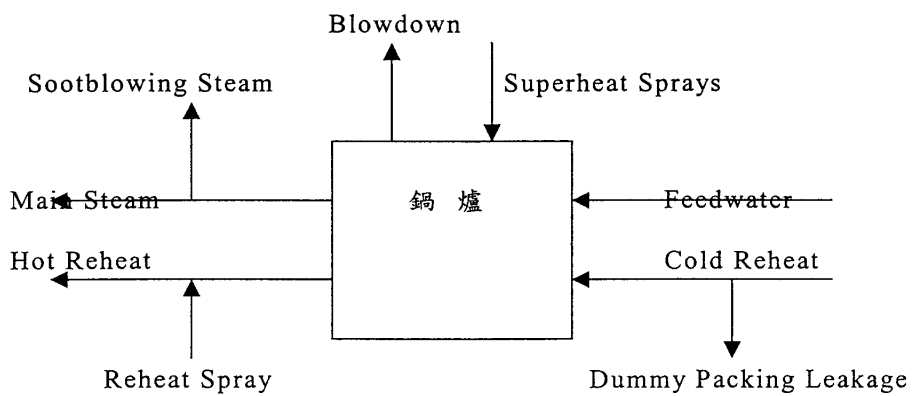 Blowdown
Sootblowing Steam
Superheat Sprays
Main Steam
鍋 爐
Feedwater
Hot Reheat
Cold Reheat
Reheat Spray
Dummy Packing Leakage